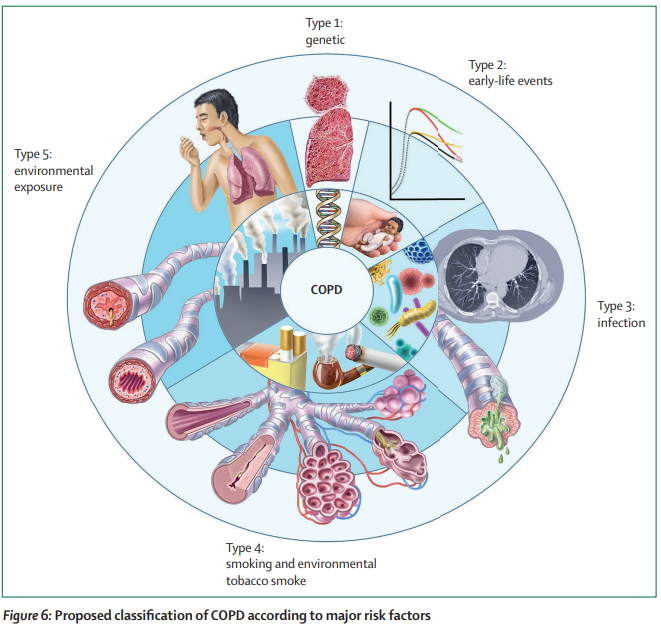 Type 1:
genetic
Type 2:
early-life events
Type 5:
environmental
exposure
COPD
Type 3:
infection
Type 4:
smoking and environmental
tobacco smoke
Figure 6: Proposed classification of COPD according to major risk factors